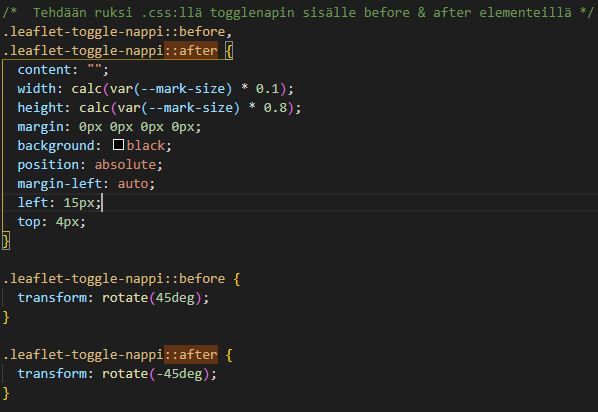 /*  Tehdään ruksi .css:llä togglenapin sisälle before & after elementeillä */
.leaflet-toggle-nappi::before,
.leaflet-toggle-nappi::after {
  content: "";
  width: calc(var(--mark-size) * 0.1);
  height: calc(var(--mark-size) * 0.8);
  margin: 0px 0px 0px 0px;
  background: black;
  position: absolute;
  margin-left: auto;
  left: 15px;
  top: 4px;
}
.leaflet-toggle-nappi::before {
  transform: rotate(45deg);
}
.leaflet-toggle-nappi::after {
  transform: rotate(-45deg);
}